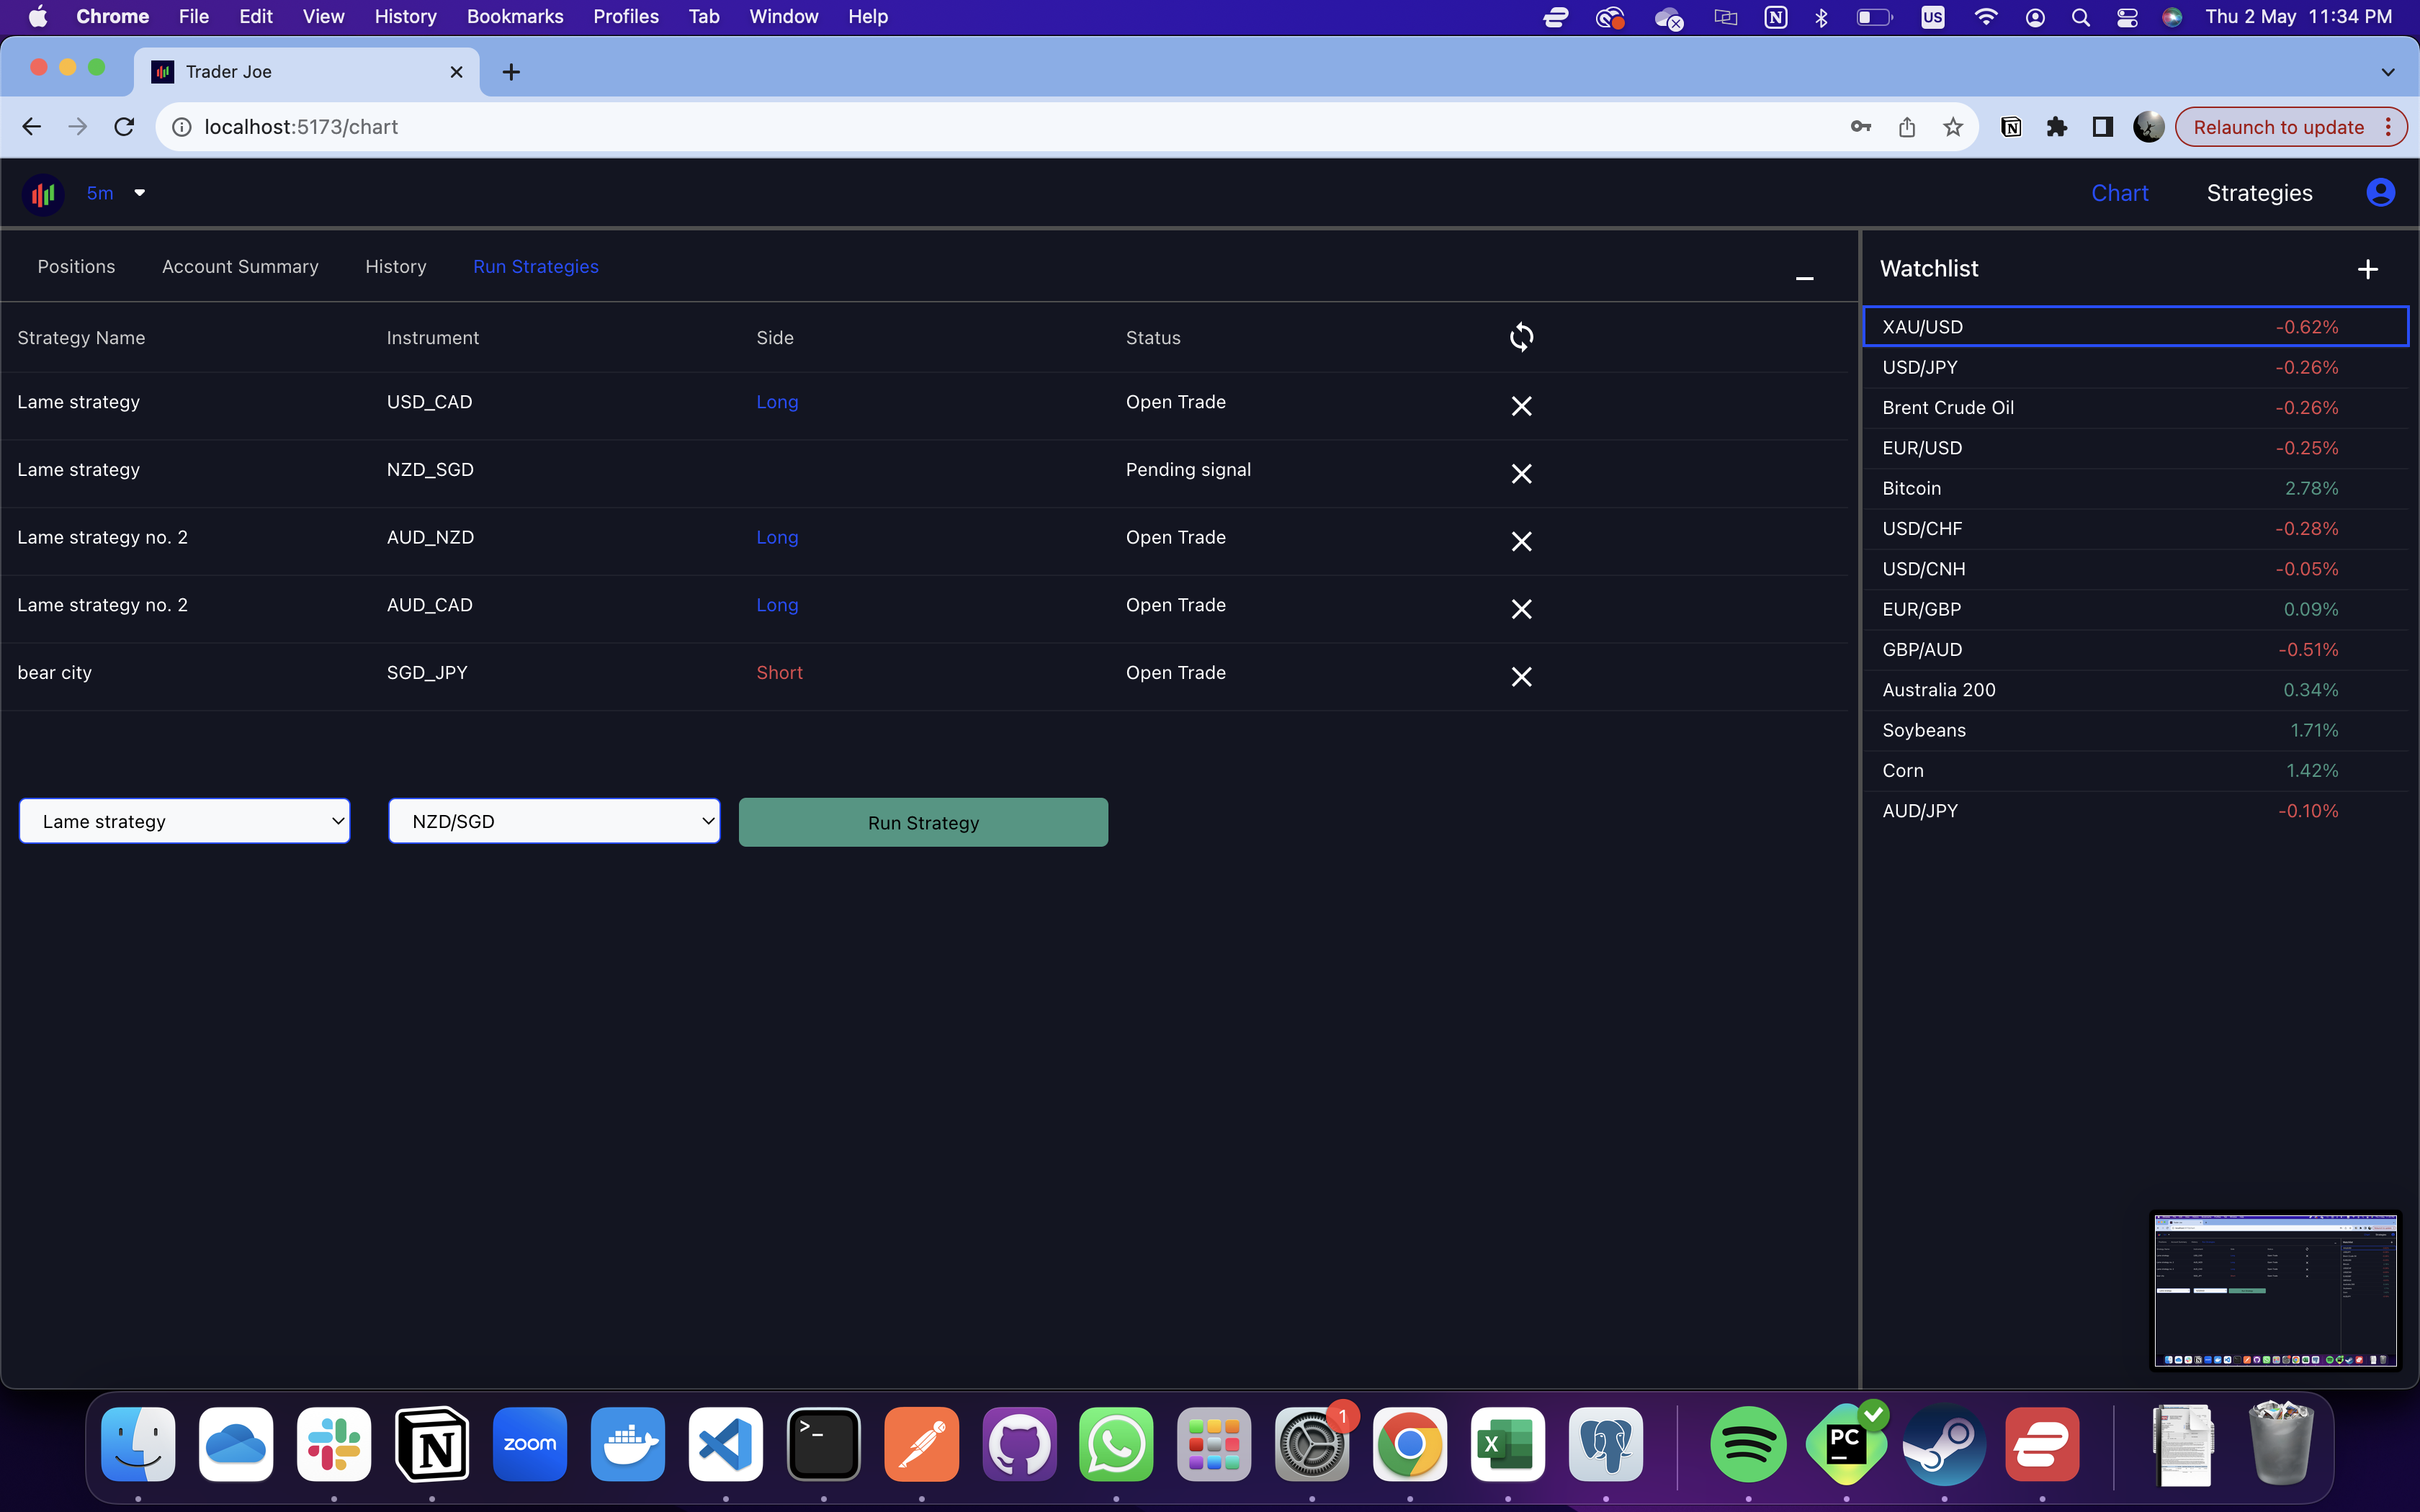 Chrome File Edit View History Bookmarks Profiles Tab Window Help US Thu 2 May 11:34 PM
Trader Joe
localhost:5173/chart Relaunch to update
5m Chart Strategies
Positions Account Summary History Run Strategies
Watchlist
Strategy Name Instrument Side Status
Lame strategy USD_CAD Long Open Trade
Lame strategy NZD_SGD Pending signal
Lame strategy no. 2 AUD_NZD Long Open Trade
Lame strategy no. 2 AUD_CAD Long Open Trade
bear city SGD_JPY Short Open Trade
Lame strategy NZD/SGD Run Strategy
XAU/USD -0.62%
USD/JPY -0.26%
Brent Crude Oil -0.26%
EUR/USD -0.25%
Bitcoin 2.78%
USD/CHF -0.28%
USD/CNH -0.05%
EUR/GBP 0.09%
GBP/AUD -0.51%
Australia 200 0.34%
Soybeans 1.71%
Corn 1.42%
AUD/JPY -0.10%
N zoom >_ 1 X PC